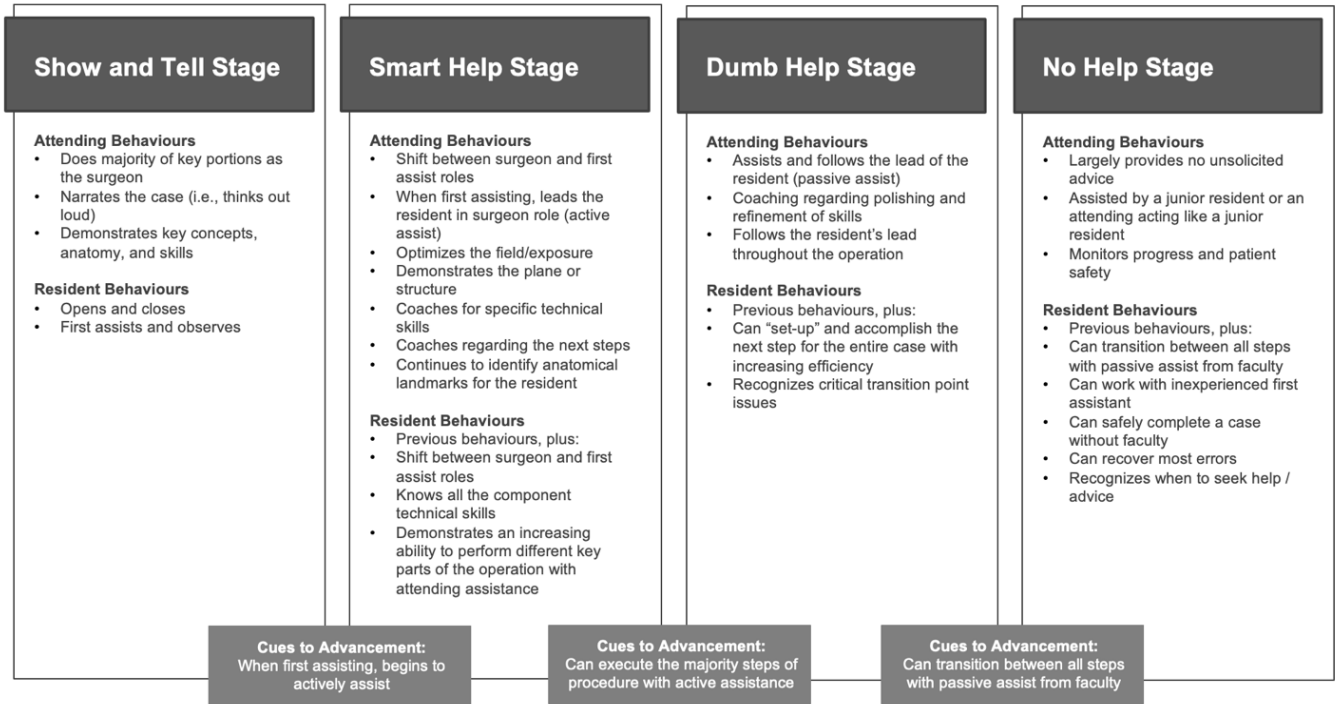 Show and Tell Stage
Attending Behaviours
• Does majority of key portions as
the surgeon
• Narrates the case (i.e., thinks out
loud)
• Demonstrates key concepts,
anatomy, and skills
Resident Behaviours
• Opens and closes
• First assists and observes
Cues to Advancement:
When first assisting, begins to
actively assist
Smart Help Stage
Attending Behaviours
• Shift between surgeon and first
assist roles
• When first assisting, leads the
resident in surgeon role (active
assist)
• Optimizes the field/exposure
• Demonstrates the plane or
structure
• Coaches for specific technical
skills
• Coaches regarding the next steps
• Continues to identify anatomical
landmarks for the resident
Resident Behaviours
• Previous behaviours, plus:
• Shift between surgeon and first
assist roles
• Knows all the component
technical skills
• Demonstrates an increasing
ability to perform different key
parts of the operation with
attending assistance
Cues to Advancement:
Can execute the majority steps of
procedure with active assistance
Dumb Help Stage
Attending Behaviours
• Assists and follows the lead of the
resident (passive assist)
• Coaching regarding polishing and
refinement of skills
• Follows the resident's lead
throughout the operation
Resident Behaviours
• Previous behaviours, plus:
• Can “set-up” and accomplish the
next step for the entire case with
increasing efficiency
• Recognizes critical transition point
issues
Cues to Advancement:
Can transition between all steps
with passive assist from faculty
No Help Stage
Attending Behaviours
• Largely provides no unsolicited
advice
• Assisted by a junior resident or an
attending acting like a junior
resident
• Monitors progress and patient
safety
Resident Behaviours
• Previous behaviours, plus:
• Can transition between all steps
with passive assist from faculty
• Can work with inexperienced first
assistant
• Can safely complete a case
without faculty
• Can recover most errors
• Recognizes when to seek help /
advice